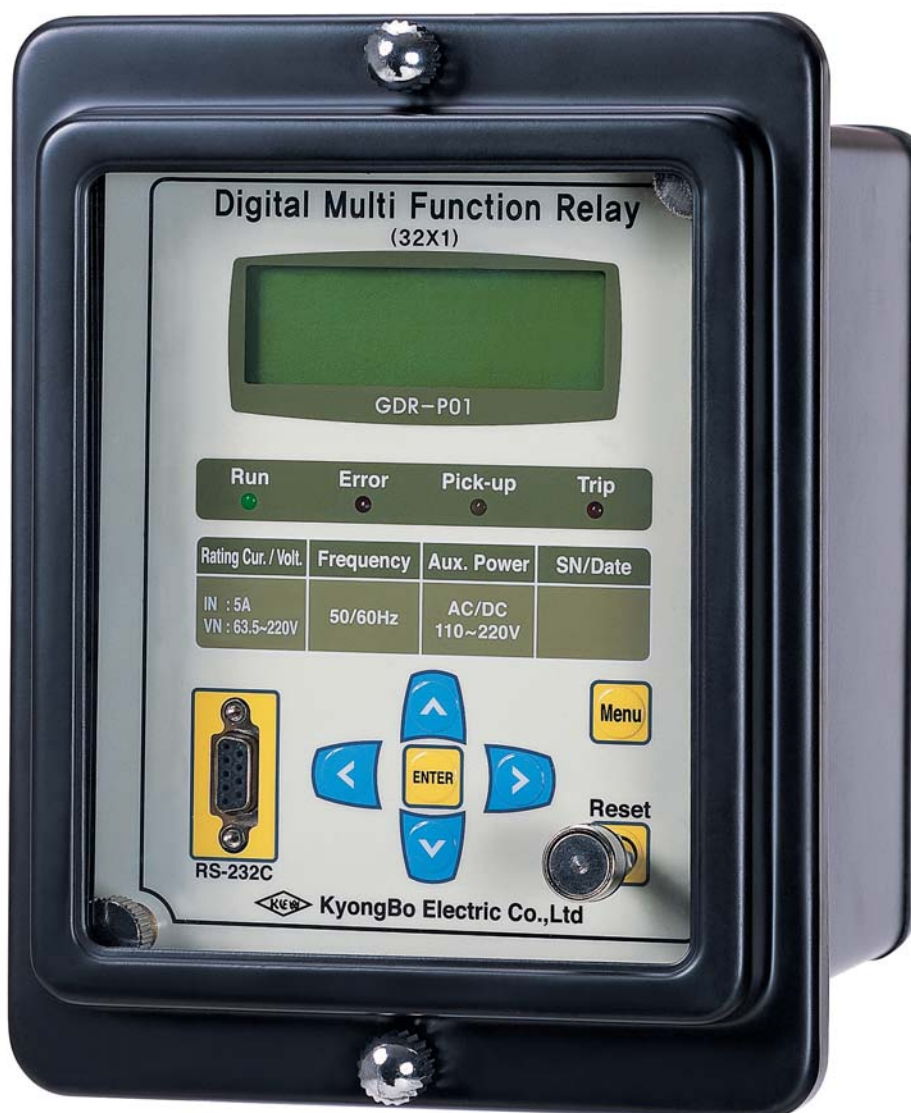 Digital Multi Function Relay
(32X1)
GDR-P01
Run Error Pick-up Trip
Rating Cur. / Volt. Frequency Aux. Power SN/Date
IN : 5A
VN : 63.5~220V
50/60Hz
AC/DC
110~220V
Menu
ENTER
Reset
RS-232C
KyongBo Electric Co.,Ltd